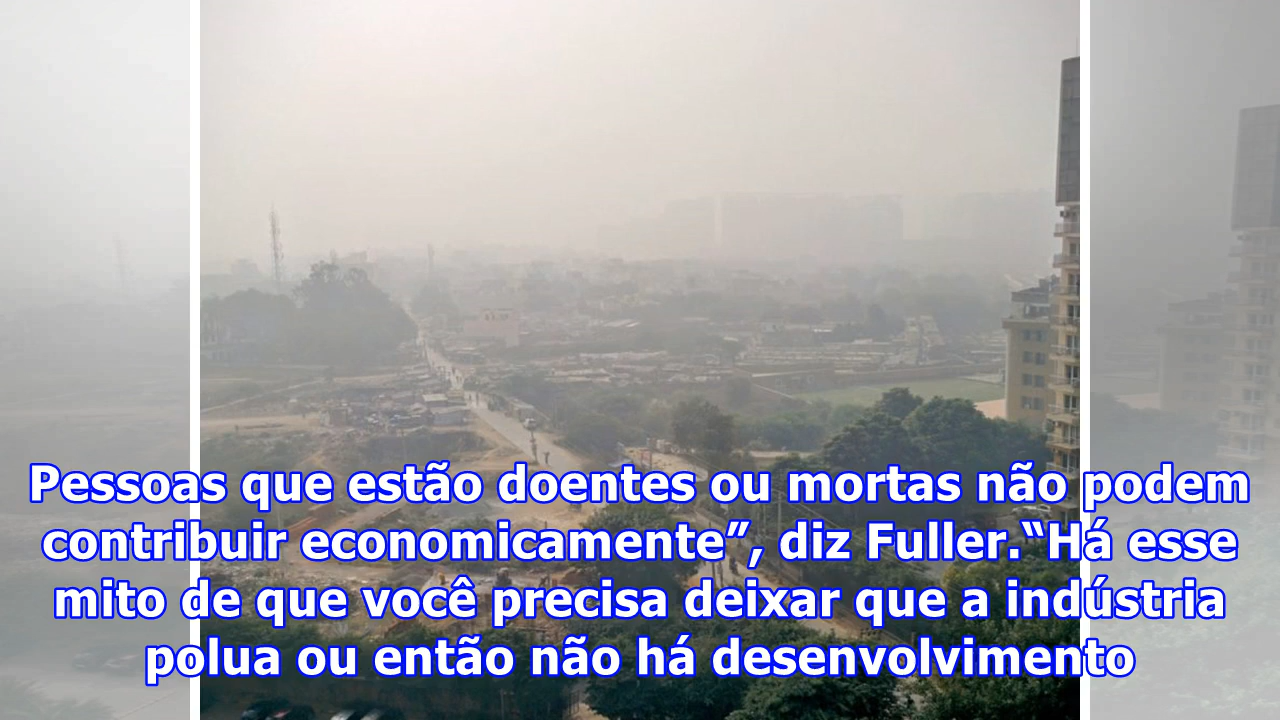 Pessoas que estão doentes ou mortas não podem
contribuir economicamente”, diz Fuller.“Há esse
mito de que você precisa deixar que a indústria
polua ou então não há desenvolvimento